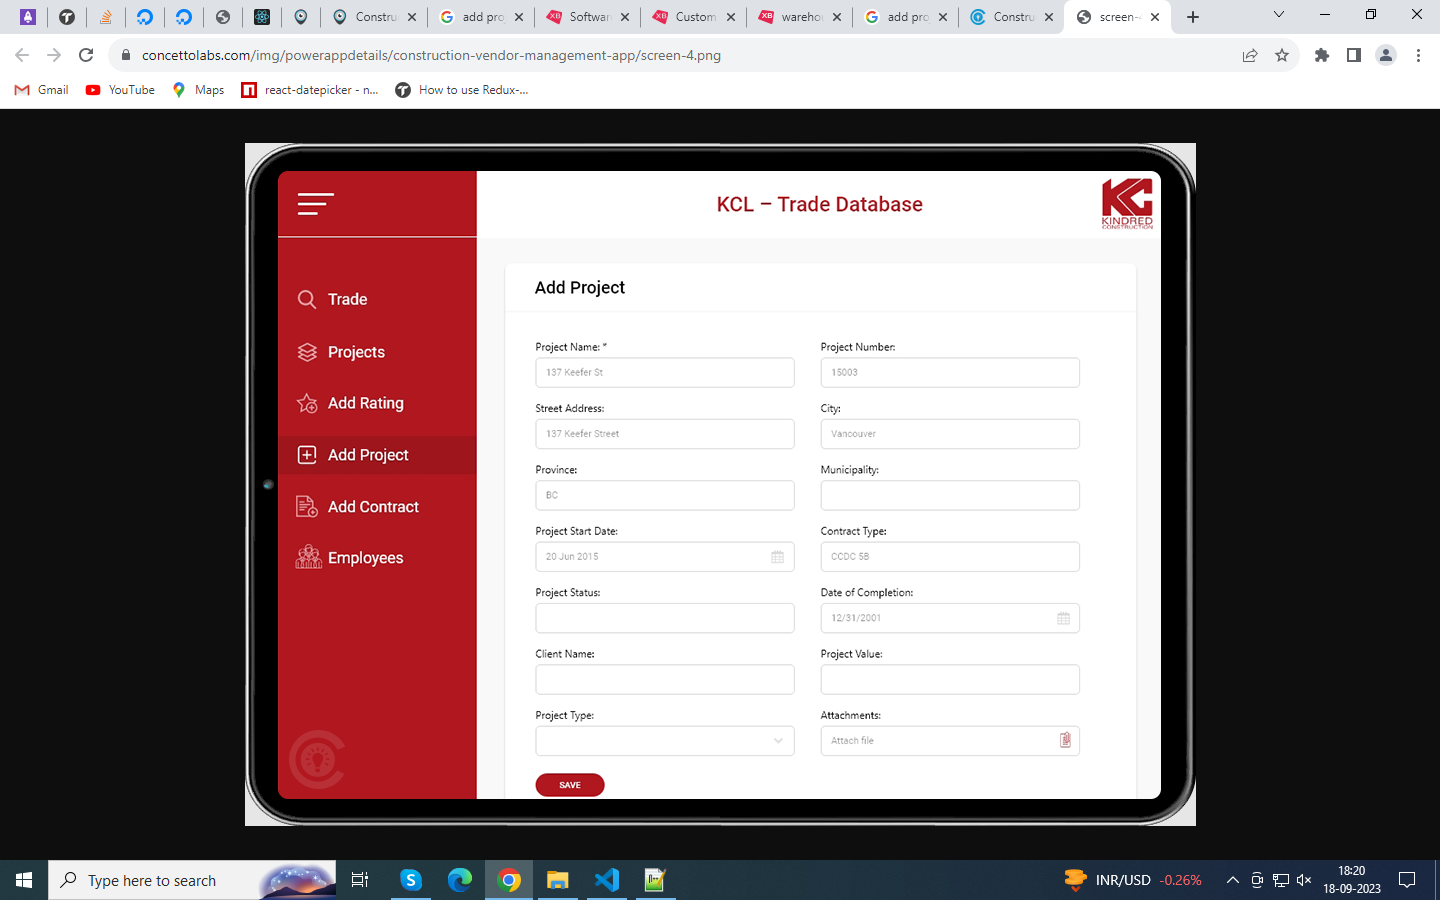 Constru
add pro
Softwar
Custom
wareho
add pro
Constru
screen-4
concettolabs.com/img/powerappdetails/construction-vendor-management-app/screen-4.png
Gmail
YouTube
Maps
react-datepicker - n...
How to use Redux-...
KCL – Trade Database
KINDRED
CONSTRUCTION
Trade
Projects
Add Rating
Add Project
Add Contract
Employees
Add Project
Project Name: *
Project Number:
137 Keefer St
15003
Street Address:
City:
137 Keefer Street
Vancouver
Province:
Municipality:
BC
Project Start Date:
Contract Type:
20 Jun 2015
CCDC 5B
Project Status:
Date of Completion:
12/31/2001
Client Name:
Project Value:
Project Type:
Attachments:
Attach file
SAVE
Type here to search
INR/USD -0.26%
18:20
18-09-2023